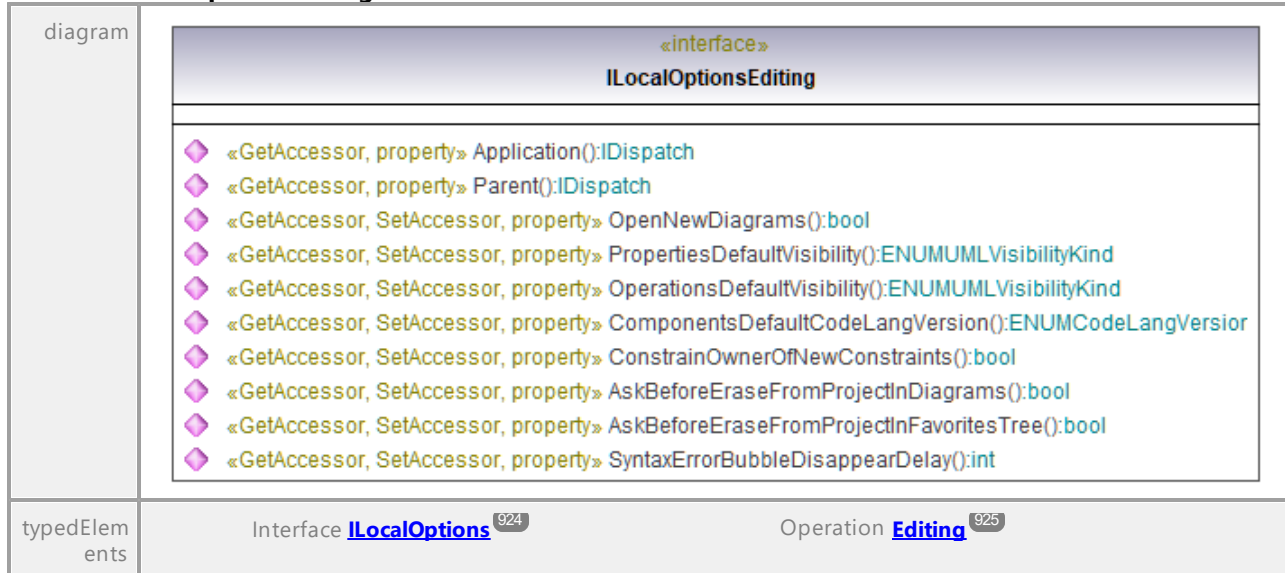 diagram
«interface»
ILocalOptionsEditing
«GetAccessor, property» Application():IDispatch
«GetAccessor, property» Parent():IDispatch
«GetAccessor, SetAccessor, property» OpenNewDiagrams():bool
«GetAccessor, SetAccessor, property» PropertiesDefaultVisibility():ENUMUMLVisibilityKind
«GetAccessor, SetAccessor, property» OperationsDefaultVisibility():ENUMUMLVisibilityKind
«GetAccessor, SetAccessor, property» ComponentsDefaultCodeLangVersion():ENUMCodeLangVersior
«GetAccessor, SetAccessor, property» ConstrainOwnerOfNewConstraints():bool
«GetAccessor, SetAccessor, property» AskBeforeEraseFromProjectInDiagrams():bool
«GetAccessor, SetAccessor, property» AskBeforeEraseFromProjectInFavoritesTree():bool
«GetAccessor, SetAccessor, property» SyntaxErrorBubbleDisappearDelay():int
typedElem
ents
Interface ILocalOptions 924
Operation Editing 925